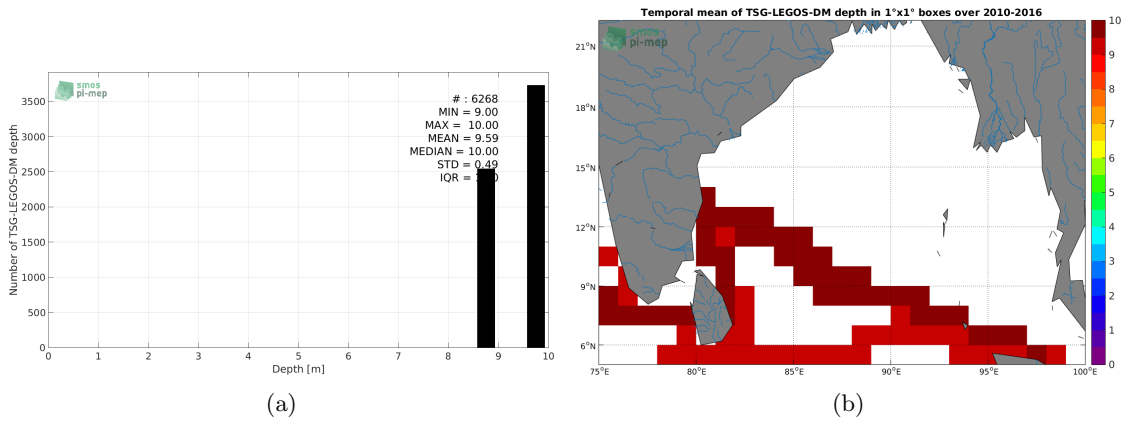 smos
pi-mep
# : 6268
MIN = 9.00
MAX = 10.00
MEAN = 9.59
MEDIAN = 10.00
STD = 0.49
IQR =
Number of TSG-LEGOS-DM depth
3500
3000
2500
2000
1500
1000
500
0
0 1 2 3 4 5 6 7 8 9 10
Depth [m]
(a)
Temporal mean of TSG-LEGOS-DM depth in 1°x1° boxes over 2010-2016
smos
pi-mep
21°N
18°N
15°N
12°N
9°N
6°N
75°E 80°E 85°E 90°E 95°E 100°E
10
9
8
7
6
5
4
3
2
1
0
(b)